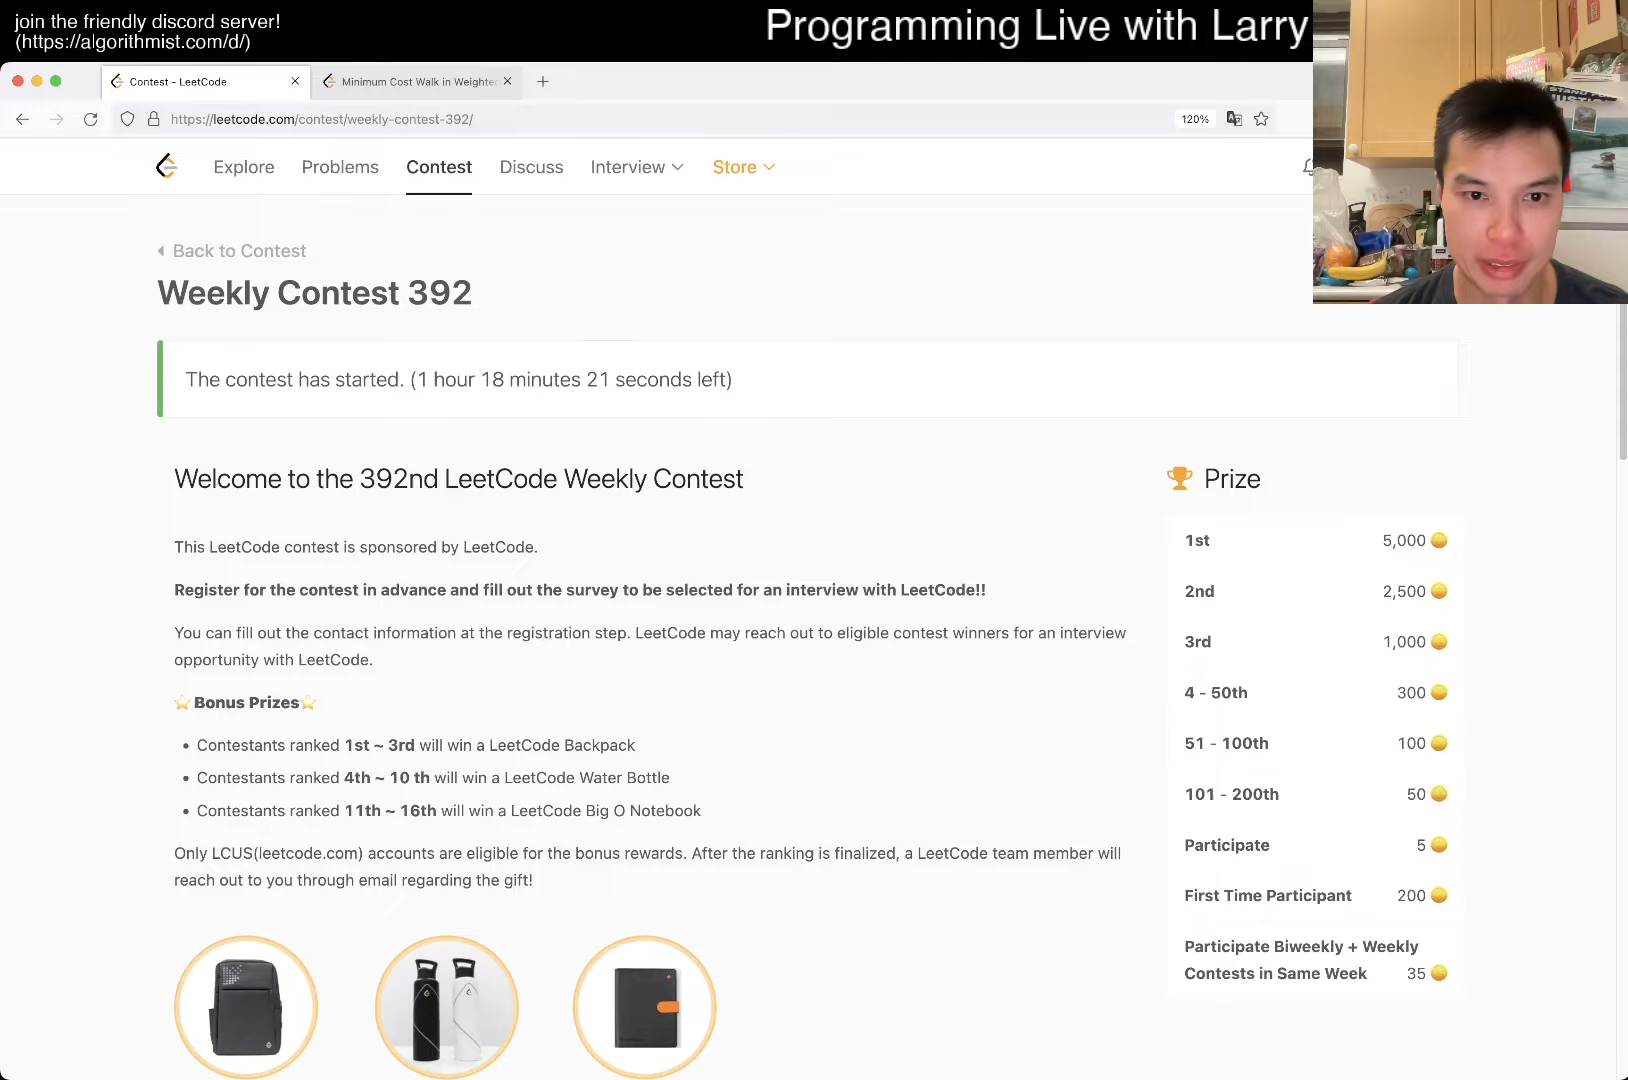 join the friendly discord server!
(https://algorithmist.com/d/)
Programming Live with Larry
Contest - LeetCode
Minimum Cost Walk in Weighte
https://leetcode.com/contest/weekly-contest-392/
120%
Explore
Problems
Contest
Discuss
Interview
Store
Back to Contest
Weekly Contest 392
The contest has started. (1 hour 18 minutes 21 seconds left)
Welcome to the 392nd LeetCode Weekly Contest
This LeetCode contest is sponsored by LeetCode.
Register for the contest in advance and fill out the survey to be selected for an interview with LeetCode!!
You can fill out the contact information at the registration step. LeetCode may reach out to eligible contest winners for an interview
opportunity with LeetCode.
⭐Bonus Prizes⭐
• Contestants ranked 1st ~ 3rd will win a LeetCode Backpack
• Contestants ranked 4th ~ 10 th will win a LeetCode Water Bottle
• Contestants ranked 11th ~ 16th will win a LeetCode Big O Notebook
Only LCUS(leetcode.com) accounts are eligible for the bonus rewards. After the ranking is finalized, a LeetCode team member will
reach out to you through email regarding the gift!
Prize
1st 5,000
2nd 2,500
3rd 1,000
4 - 50th 300
51 - 100th 100
101 - 200th 50
Participate 5
First Time Participant 200
Participate Biweekly + Weekly
Contests in Same Week 35